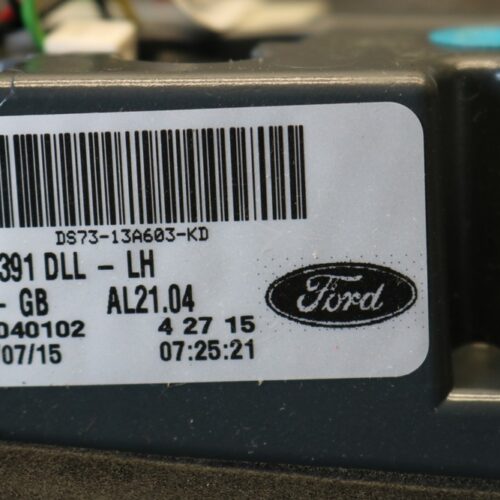 DS73-13A603-KD
391 DLL - LH
- GB AL21.04
040102 4 27 15
/07/15 07:25:21
Ford